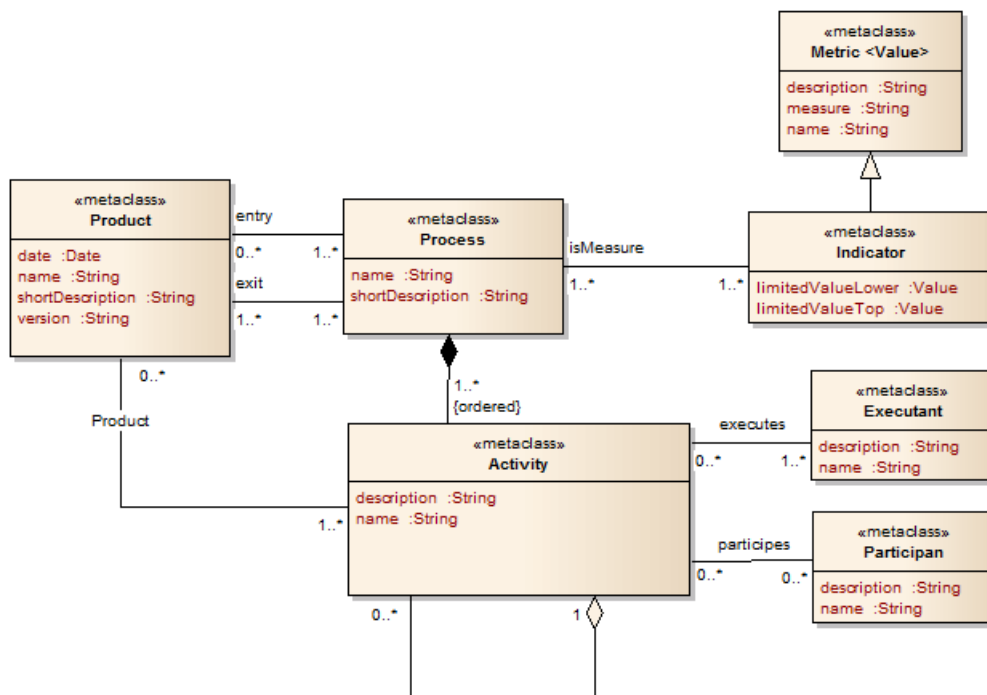 «metaclass»
Metric <Value>
description :String
measure :String
name :String
«metaclass»
Product
date :Date
name :String
shortDescription :String
version :String
entry
0..*
1..*
exit
1..*
1..*
«metaclass»
Process
name :String
shortDescription :String
isMeasure
1..*
1..*
«metaclass»
Indicator
limitedValueLower :Value
limitedValueTop :Value
0..*
Product
1..*
1..*
{ordered}
«metaclass»
Activity
description :String
name :String
executes
0..*
1..*
«metaclass»
Executant
description :String
name :String
participes
0..*
0..*
«metaclass»
Participan
description :String
name :String
0..*
1